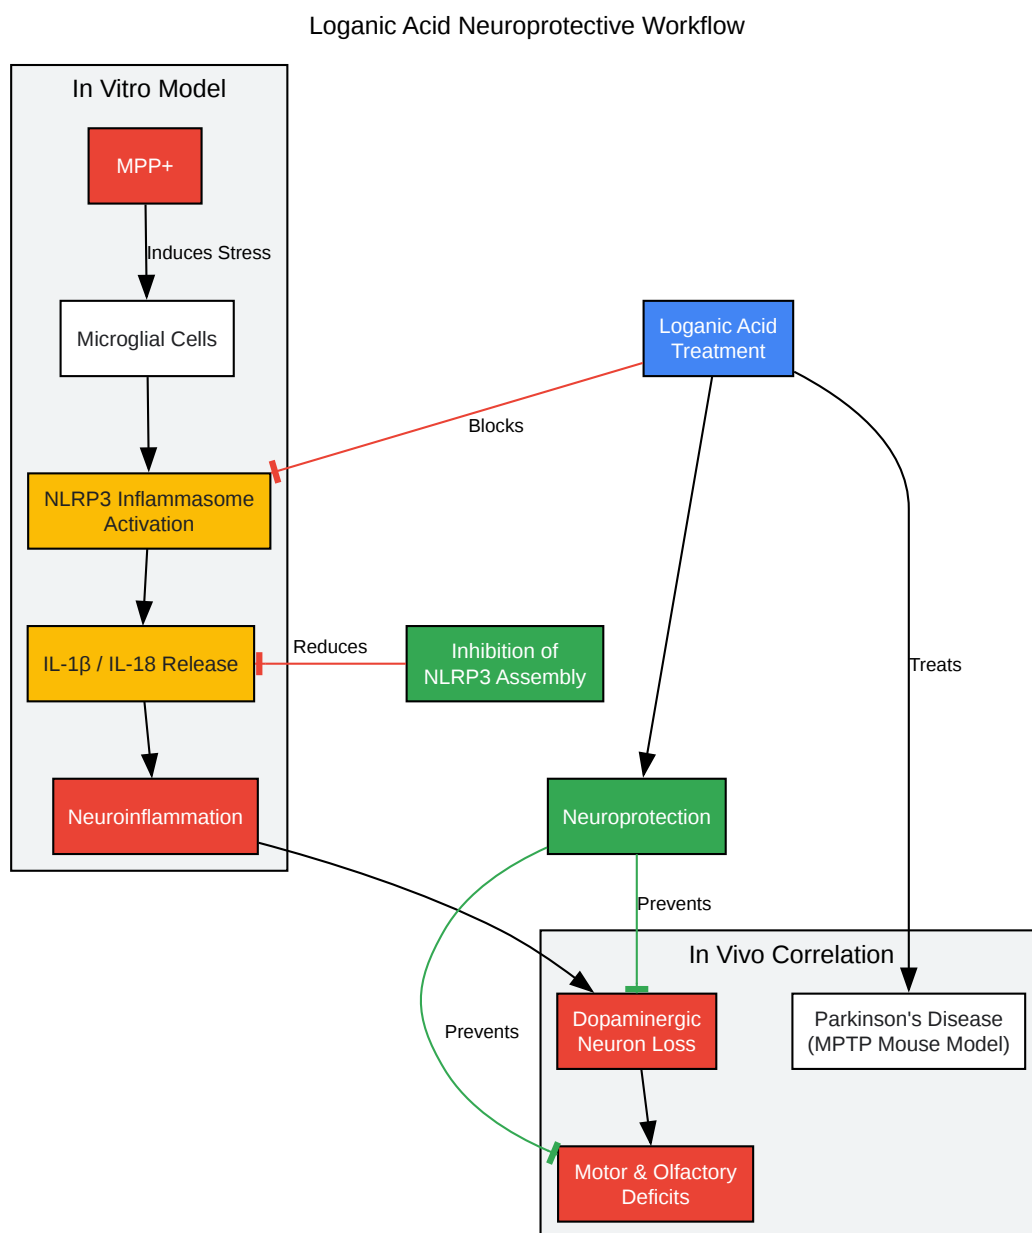 Loganic Acid Neuroprotective Workflow
In Vitro Model
MPP+
Induces Stress
Microglial Cells
Loganic Acid
Treatment
Blocks
NLRP3 Inflammasome
Activation
IL-1β / IL-18 Release
Reduces
Inhibition of
NLRP3 Assembly
Treats
Neuroinflammation
Neuroprotection
Prevents
In Vivo Correlation
Dopaminergic
Neuron Loss
Parkinson's Disease
(MPTP Mouse Model)
Prevents
Motor & Olfactory
Deficits